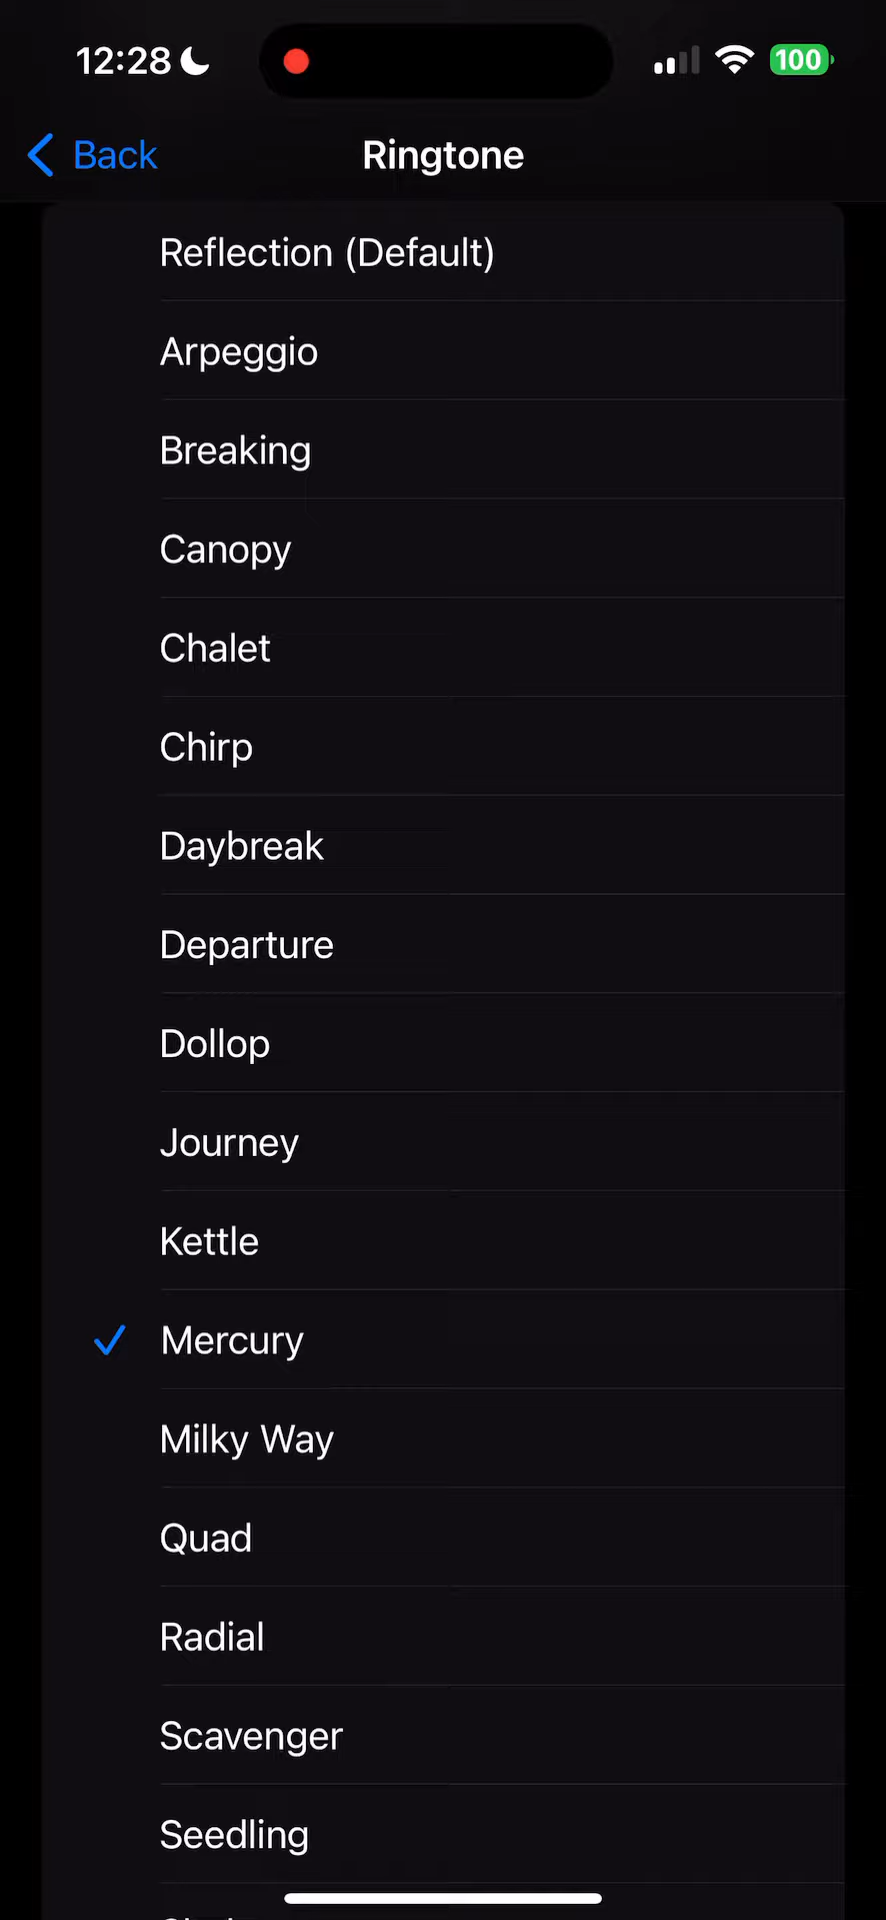 12:28
100
Back
Ringtone
Reflection (Default)
Arpeggio
Breaking
Canopy
Chalet
Chirp
Daybreak
Departure
Dollop
Journey
Kettle
Mercury
Milky Way
Quad
Radial
Scavenger
Seedling